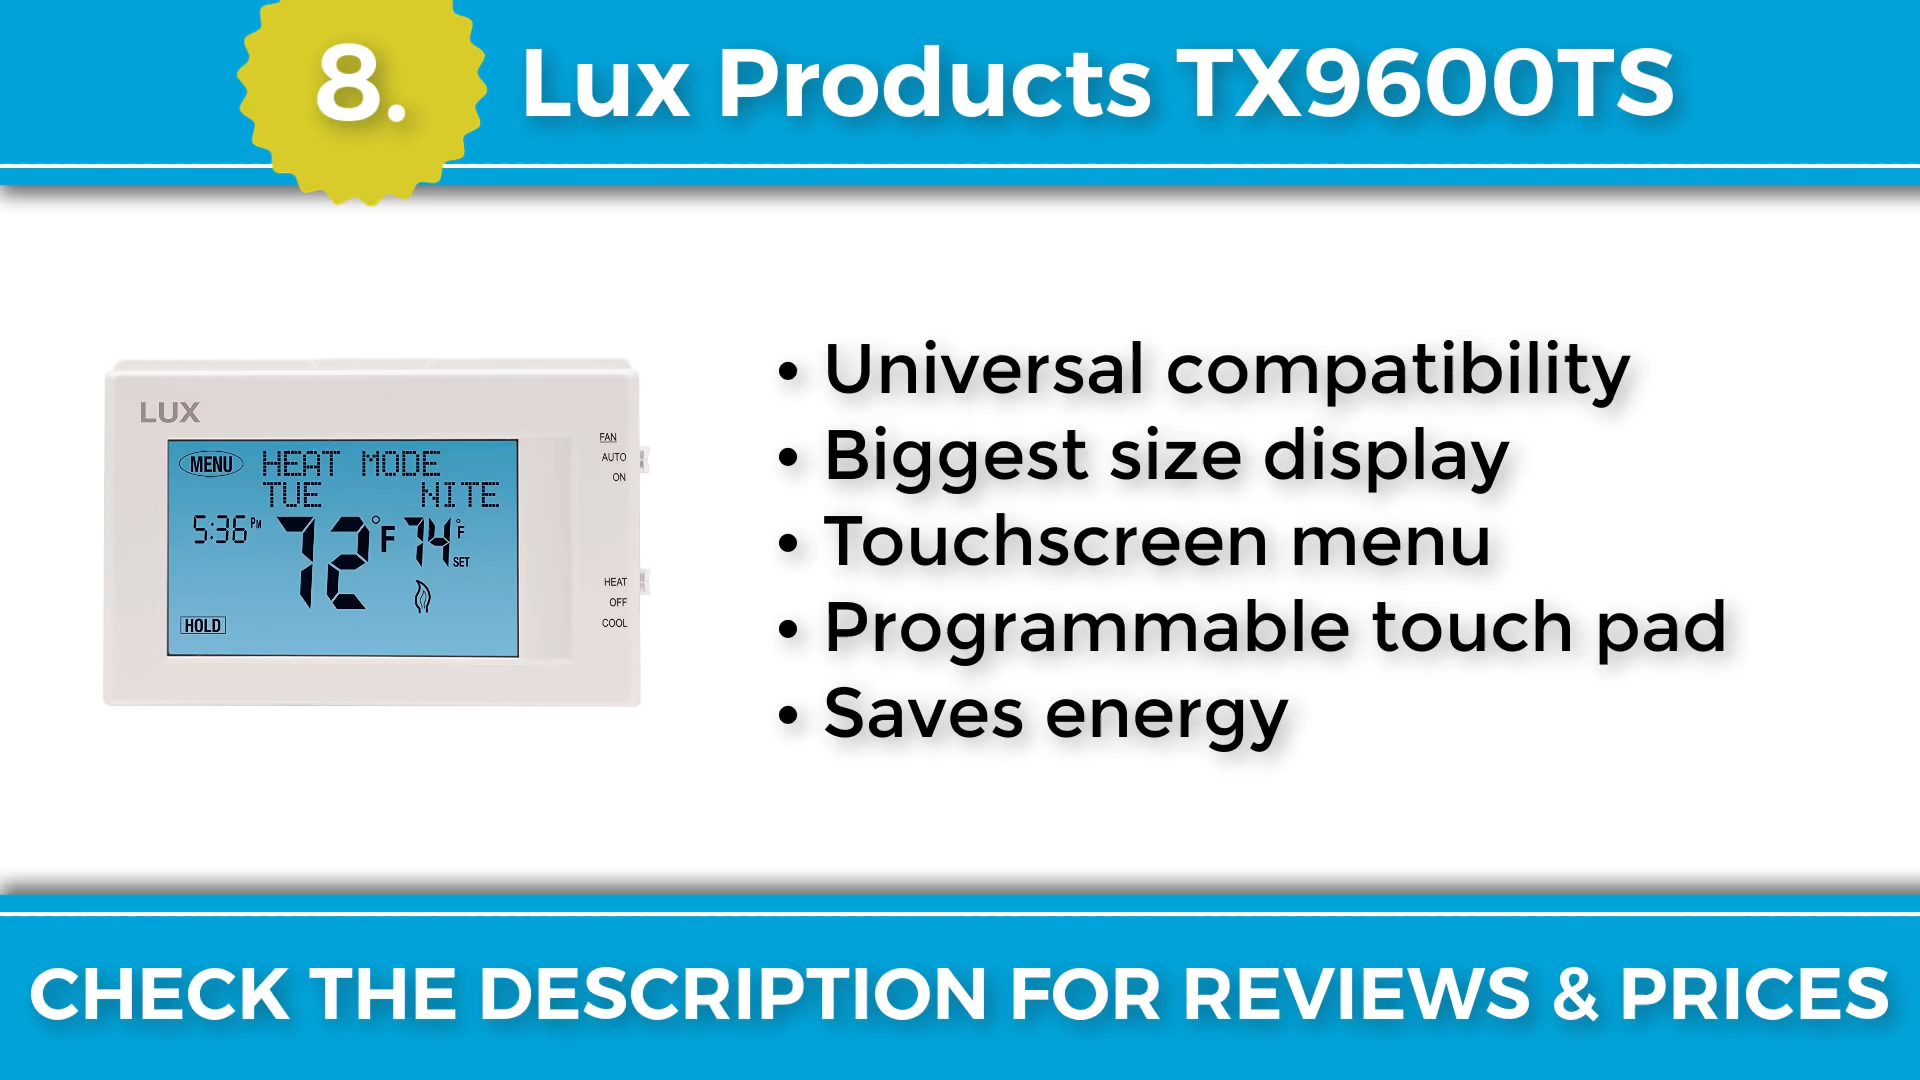 8. Lux Products TX9600TS
LUX
FAN
AUTO
ON
MENU HEAT MODE
TUE NITE
5:36 PM 72°F 74°F
SET
HOLD
HEAT
OFF
COOL
• Universal compatibility
• Biggest size display
• Touchscreen menu
• Programmable touch pad
• Saves energy
CHECK THE DESCRIPTION FOR REVIEWS & PRICES